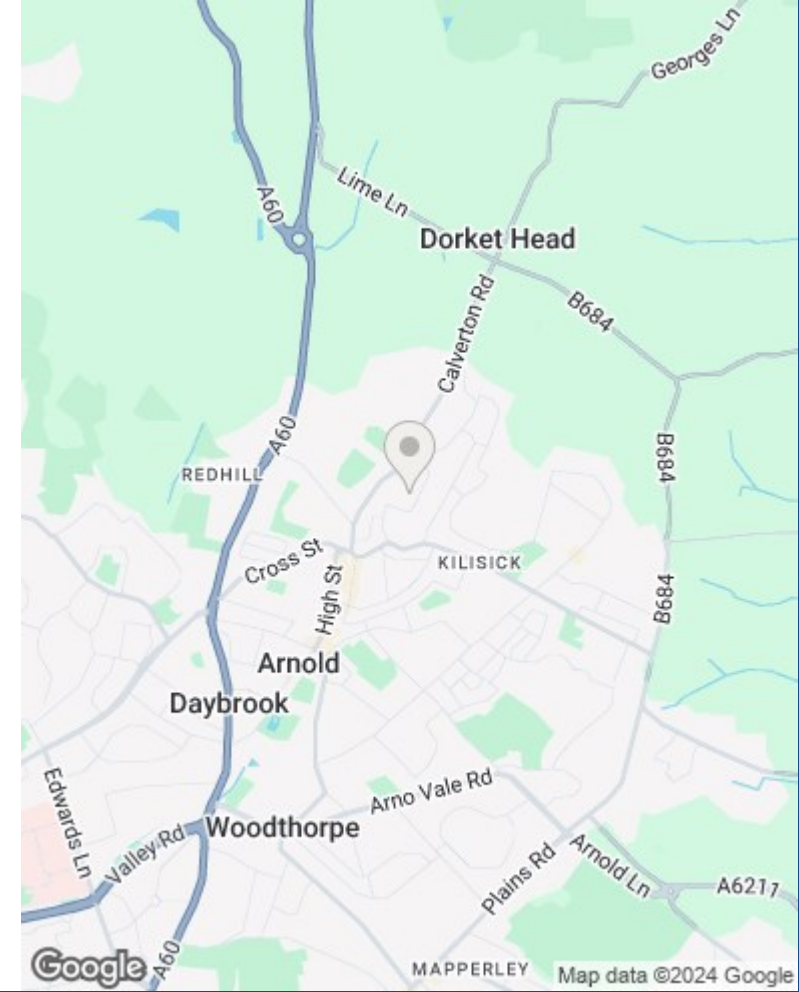 Georges Ln
Lime Ln
A60
Dorket Head
B684
Calverton Rd
A60
B684
REDHILL
Cross St
KILISICK
High St
B684
Arnold
Daybrook
Edwards Ln
Arno Vale Rd
Woodthorpe
Valley Rd
Plains Rd
Arnold Ln
A6211
A60
MAPPERLEY
Google
Map data ©2024 Google